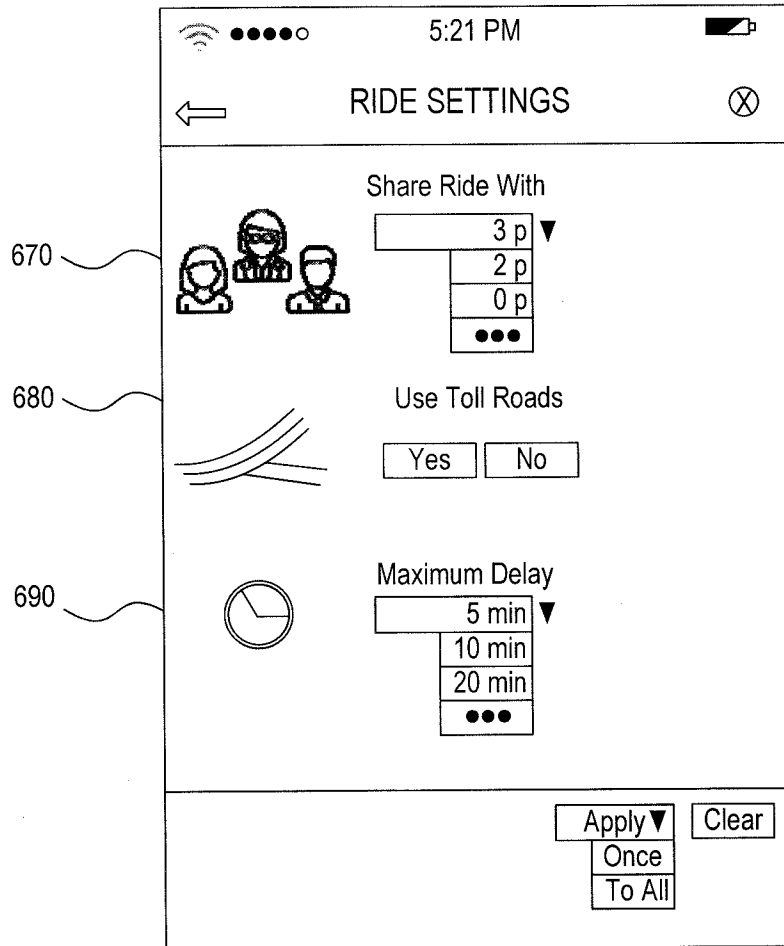 5:21 PM
RIDE SETTINGS
X
Share Ride With
670
3 p
2 p
0 p
680
Use Toll Roads
Yes No
690
Maximum Delay
5 min
10 min
20 min
Apply Clear
Once
To All